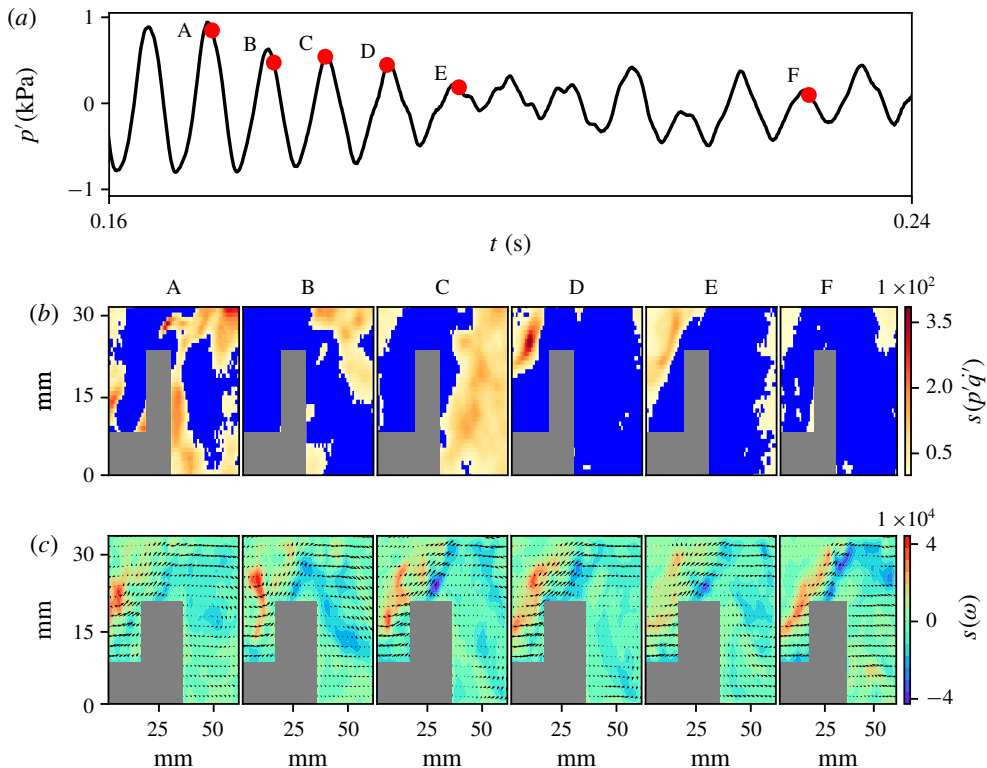 (a)
1
0
−1
p′(kPa)
A
B
C
D
E
F
0.16
0.24
t (s)
A
B
C
D
E
F
1 ×10²
(b)
30
15
0
mm
3.5
2.0
0.5
s(p′q′)
1 ×10⁴
(c)
30
15
0
mm
4
0
−4
s(ω)
25 50 25 50 25 50 25 50 25 50 25 50
mm mm mm mm mm mm